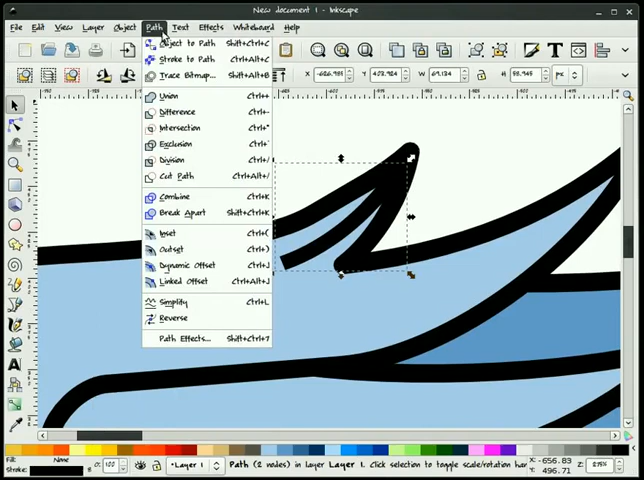 New document 1 - Inkscape
File Edit View Layer Object Path Text Effects Whiteboard Help
Object to Path Shift+Ctrl+C
Stroke to Path Ctrl+Alt+C
Trace Bitmap... Shift+Alt+B
Union Ctrl++
Difference Ctrl+-
Intersection Ctrl+*
Exclusion Ctrl+^
Division Ctrl+/
Cut Path Ctrl+Alt+/
Combine Ctrl+K
Break Apart Shift+Ctrl+K
Inset Ctrl+(
Outset Ctrl+)
Dynamic Offset Ctrl+J
Linked Offset Ctrl+Alt+J
Simplify Ctrl+L
Reverse
Path Effects... Shift+Ctrl+7
X Y W H px
Fill: None
Stroke:
O: 100
Layer 1
Path (2 nodes) in layer Layer 1. Click selection to toggle scale/rotation han
X: -656.83
Y: 496.71
Z: 275%